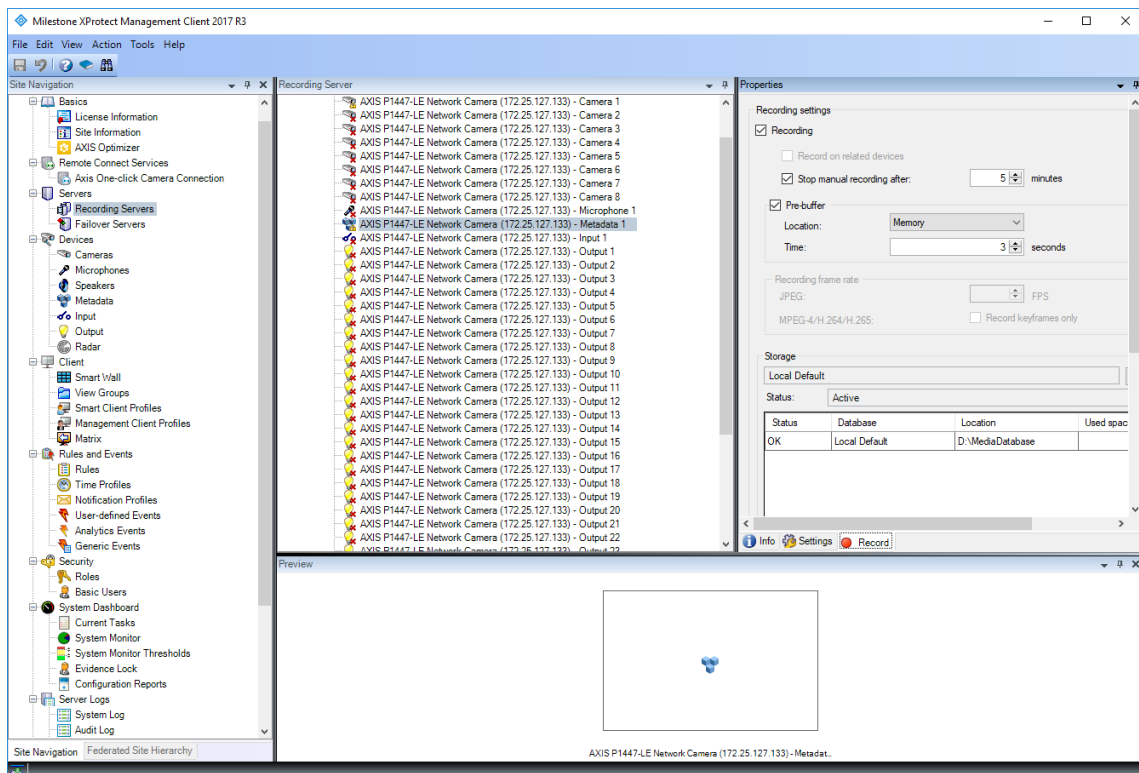 Milestone XProtect Management Client 2017 R3
File Edit View Action Tools Help
Site Navigation
Basics
License Information
Site Information
AXIS Optimizer
Remote Connect Services
Axis One-click Camera Connection
Servers
Recording Servers
Failover Servers
Devices
Cameras
Microphones
Speakers
Metadata
Input
Output
Radar
Client
Smart Wall
View Groups
Smart Client Profiles
Management Client Profiles
Matrix
Rules and Events
Rules
Time Profiles
Notification Profiles
User-defined Events
Analytics Events
Generic Events
Security
Roles
Basic Users
System Dashboard
Current Tasks
System Monitor
System Monitor Thresholds
Evidence Lock
Configuration Reports
Server Logs
System Log
Audit Log
Site Navigation Federated Site Hierarchy
Recording Server
AXIS P1447-LE Network Camera (172.25.127.133) - Camera 1
AXIS P1447-LE Network Camera (172.25.127.133) - Camera 2
AXIS P1447-LE Network Camera (172.25.127.133) - Camera 3
AXIS P1447-LE Network Camera (172.25.127.133) - Camera 4
AXIS P1447-LE Network Camera (172.25.127.133) - Camera 5
AXIS P1447-LE Network Camera (172.25.127.133) - Camera 6
AXIS P1447-LE Network Camera (172.25.127.133) - Camera 7
AXIS P1447-LE Network Camera (172.25.127.133) - Camera 8
AXIS P1447-LE Network Camera (172.25.127.133) - Microphone 1
AXIS P1447-LE Network Camera (172.25.127.133) - Metadata 1
AXIS P1447-LE Network Camera (172.25.127.133) - Input 1
AXIS P1447-LE Network Camera (172.25.127.133) - Output 1
AXIS P1447-LE Network Camera (172.25.127.133) - Output 2
AXIS P1447-LE Network Camera (172.25.127.133) - Output 3
AXIS P1447-LE Network Camera (172.25.127.133) - Output 4
AXIS P1447-LE Network Camera (172.25.127.133) - Output 5
AXIS P1447-LE Network Camera (172.25.127.133) - Output 6
AXIS P1447-LE Network Camera (172.25.127.133) - Output 7
AXIS P1447-LE Network Camera (172.25.127.133) - Output 8
AXIS P1447-LE Network Camera (172.25.127.133) - Output 9
AXIS P1447-LE Network Camera (172.25.127.133) - Output 10
AXIS P1447-LE Network Camera (172.25.127.133) - Output 11
AXIS P1447-LE Network Camera (172.25.127.133) - Output 12
AXIS P1447-LE Network Camera (172.25.127.133) - Output 13
AXIS P1447-LE Network Camera (172.25.127.133) - Output 14
AXIS P1447-LE Network Camera (172.25.127.133) - Output 15
AXIS P1447-LE Network Camera (172.25.127.133) - Output 16
AXIS P1447-LE Network Camera (172.25.127.133) - Output 17
AXIS P1447-LE Network Camera (172.25.127.133) - Output 18
AXIS P1447-LE Network Camera (172.25.127.133) - Output 19
AXIS P1447-LE Network Camera (172.25.127.133) - Output 20
AXIS P1447-LE Network Camera (172.25.127.133) - Output 21
AXIS P1447-LE Network Camera (172.25.127.133) - Output 22
AXIS P1447-LE Network Camera (172.25.127.133) - Output 23
Properties
Recording settings
Recording
Record on related devices
Stop manual recording after: 5 minutes
Pre-buffer
Location: Memory
Time: 3 seconds
Recording frame rate
JPEG: FPS
MPEG-4/H.264/H.265: Record keyframes only
Storage
Local Default
Status: Active
Status Database Location Used spac
OK Local Default D:\MediaDatabase
Info Settings Record
Preview
AXIS P1447-LE Network Camera (172.25.127.133) - Metadat..